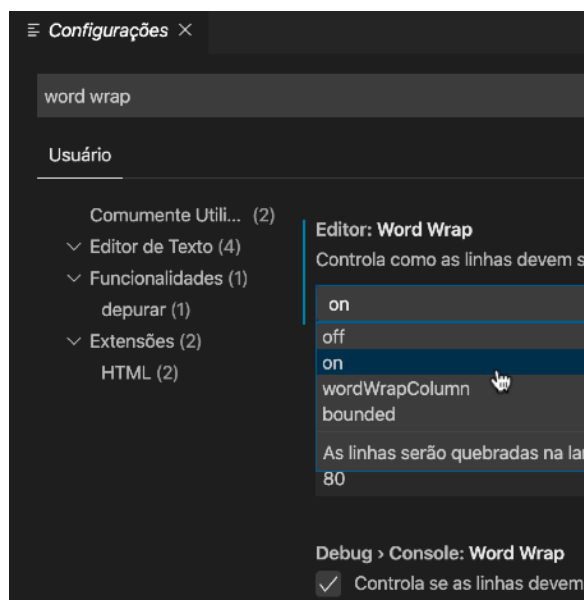 Configurações
word wrap
Usuário
Comumente Utili... (2)
Editor de Texto (4)
Funcionalidades (1)
depurar (1)
Extensões (2)
HTML (2)
Editor: Word Wrap
Controla como as linhas devem s
on
off
on
wordWrapColumn
bounded
As linhas serão quebradas na lar
80
Debug › Console: Word Wrap
Controla se as linhas devem